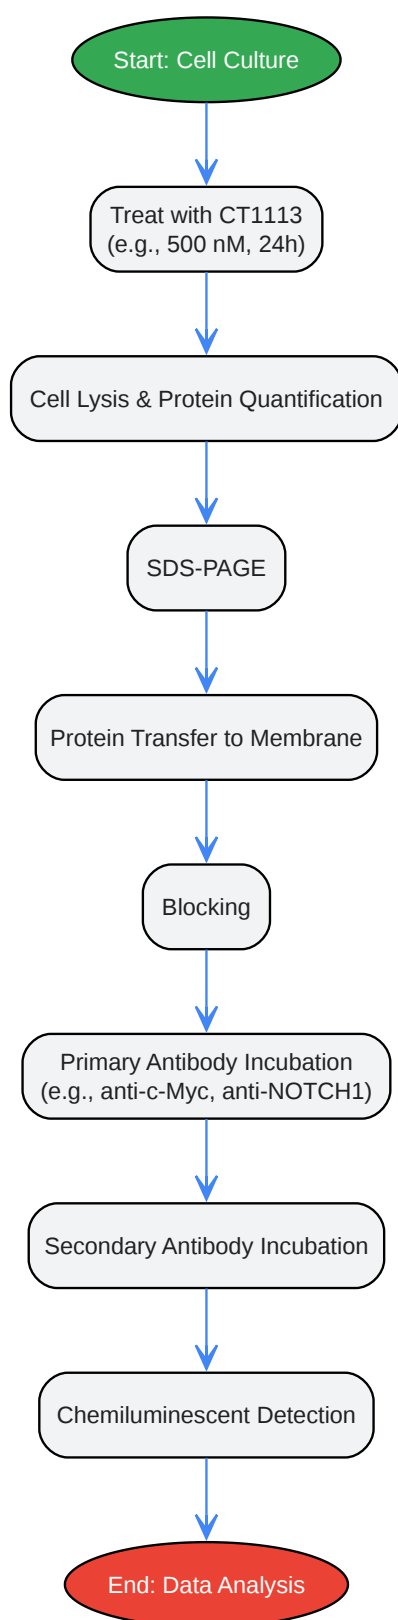 Start: Cell Culture
Treat with CT1113
(e.g., 500 nM, 24h)
Cell Lysis & Protein Quantification
SDS-PAGE
Protein Transfer to Membrane
Blocking
Primary Antibody Incubation
(e.g., anti-c-Myc, anti-NOTCH1)
Secondary Antibody Incubation
Chemiluminescent Detection
End: Data Analysis